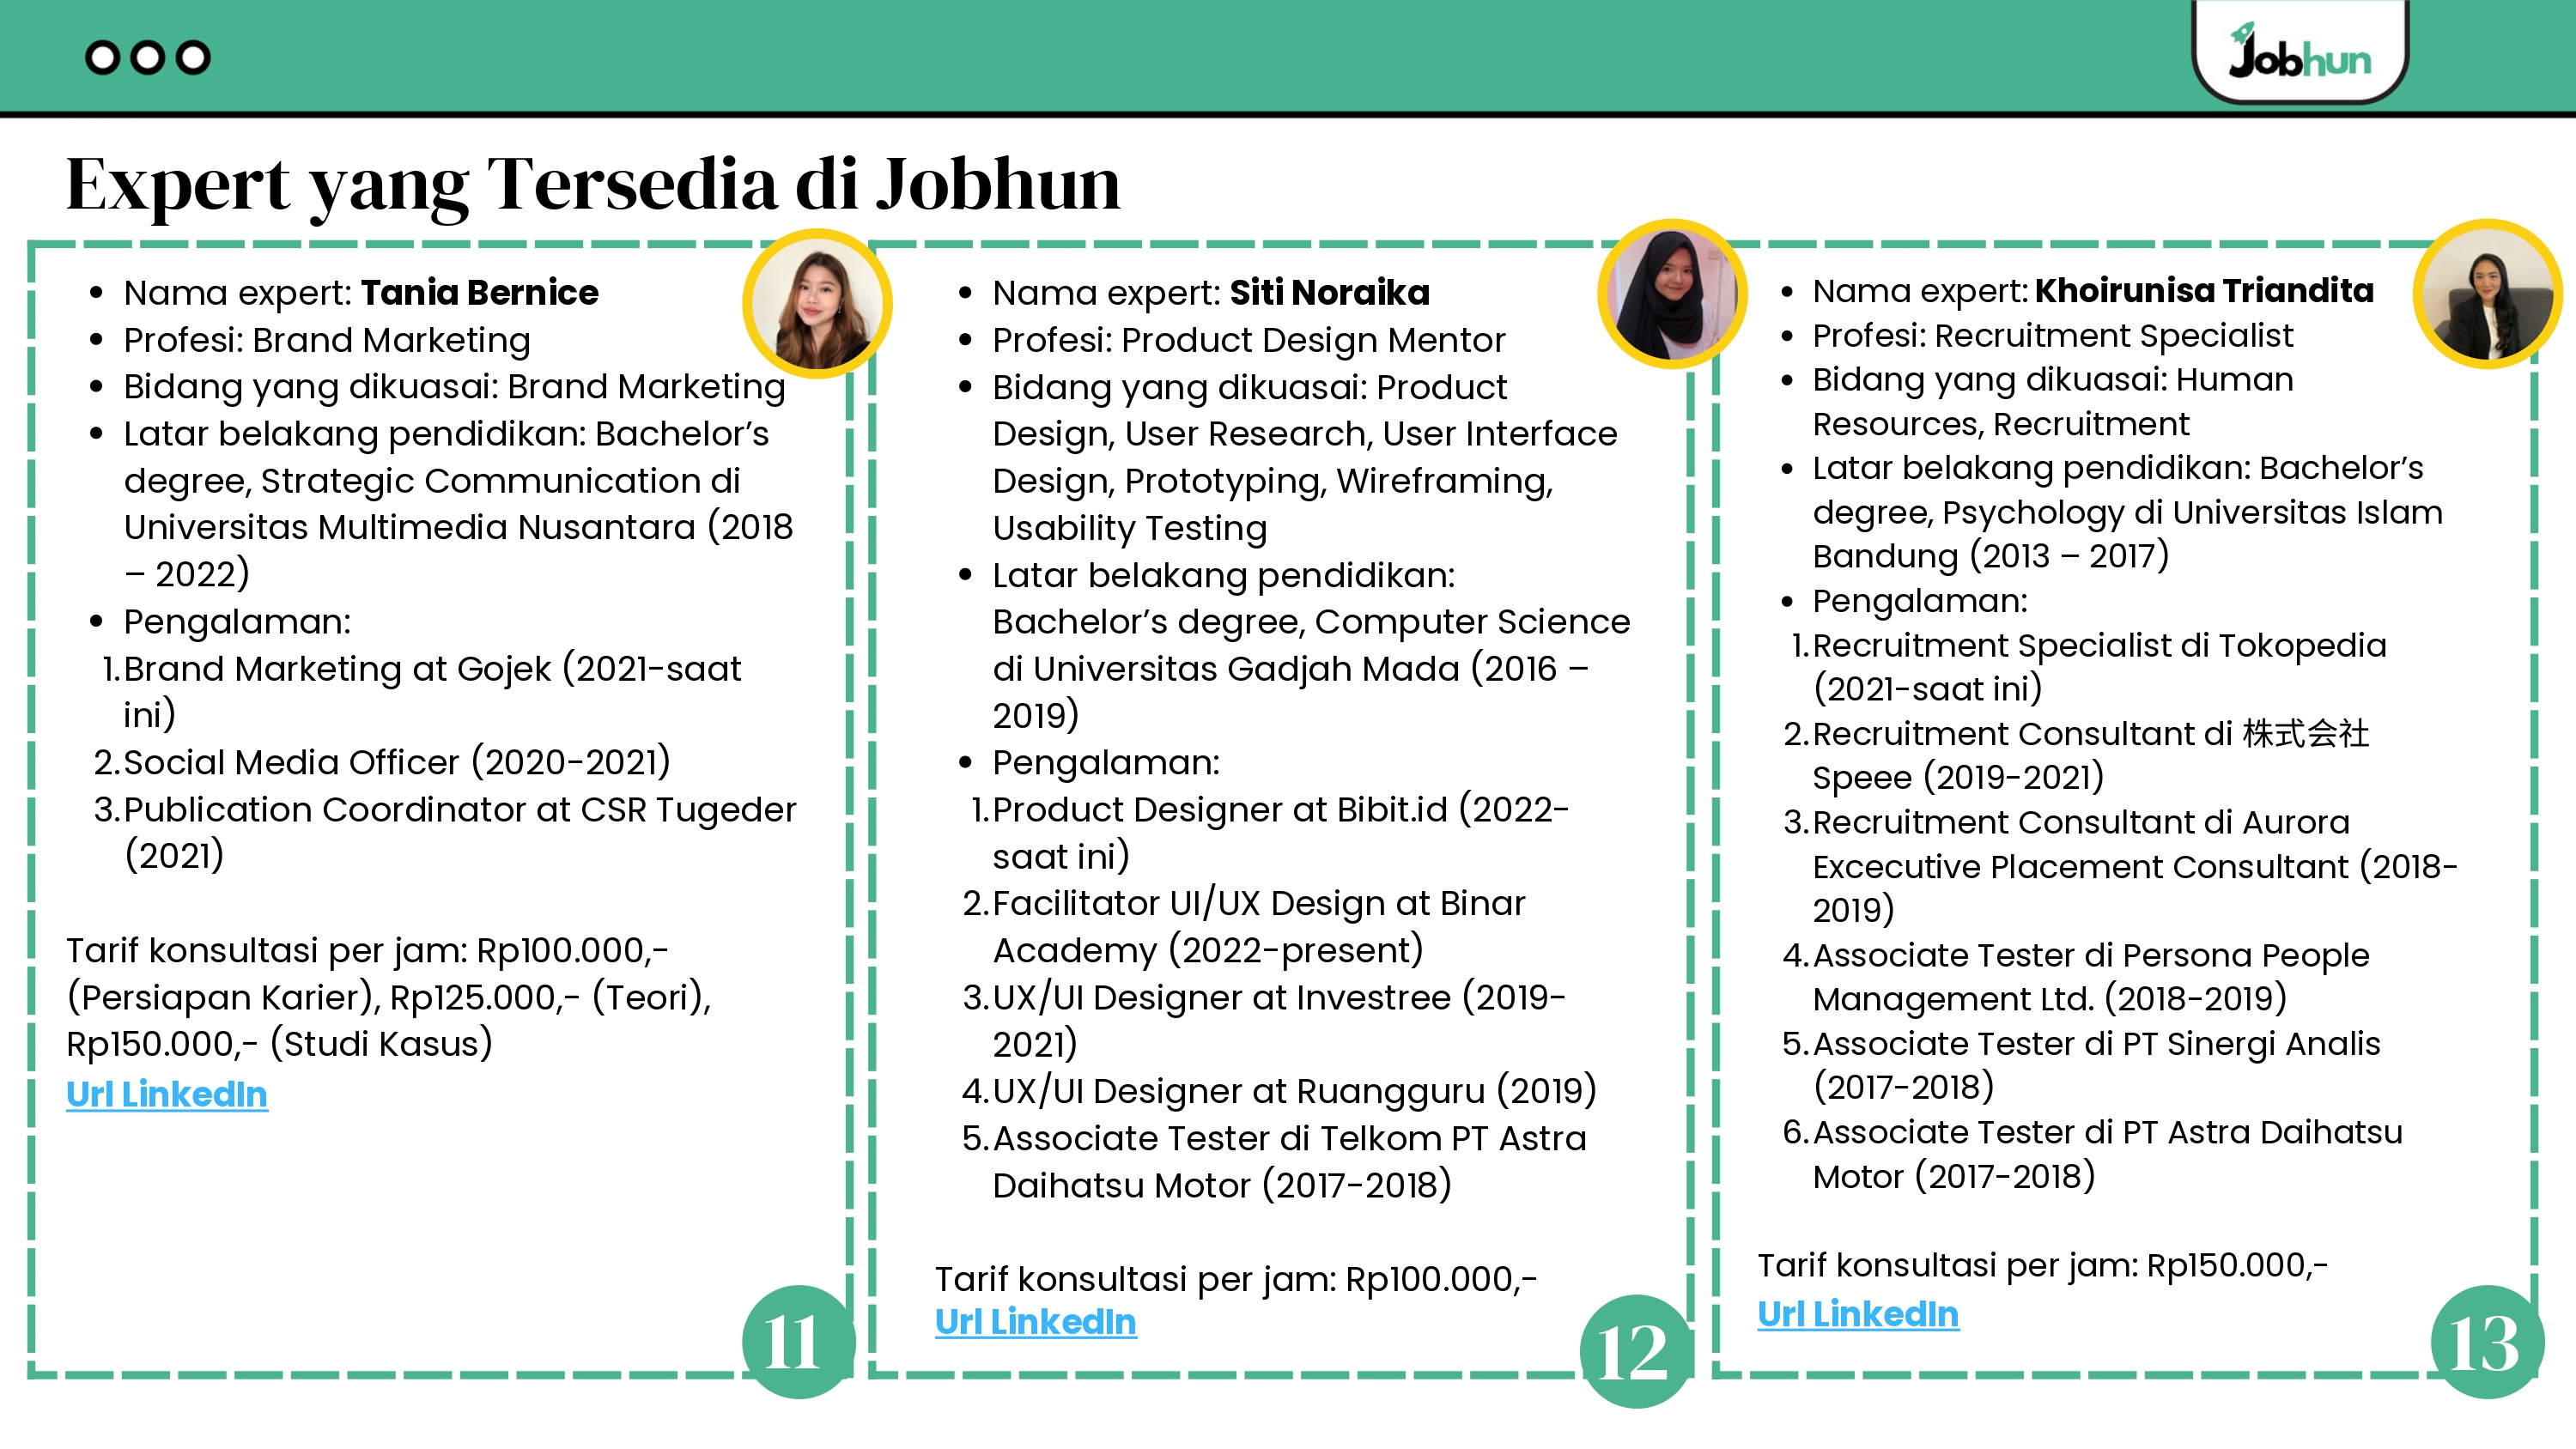 Jobhun
Expert yang Tersedia di Jobhun
Nama expert: Tania Bernice
Profesi: Brand Marketing
Bidang yang dikuasai: Brand Marketing
Latar belakang pendidikan: Bachelor’s
degree, Strategic Communication di
Universitas Multimedia Nusantara (2018
– 2022)
Pengalaman:
1.Brand Marketing at Gojek (2021-saat
ini)
2.Social Media Officer (2020-2021)
3.Publication Coordinator at CSR Tugeder
(2021)
Tarif konsultasi per jam: Rp100.000,-
(Persiapan Karier), Rp125.000,- (Teori),
Rp150.000,- (Studi Kasus)
Url LinkedIn
11
Nama expert: Siti Noraika
Profesi: Product Design Mentor
Bidang yang dikuasai: Product
Design, User Research, User Interface
Design, Prototyping, Wireframing,
Usability Testing
Latar belakang pendidikan:
Bachelor’s degree, Computer Science
di Universitas Gadjah Mada (2016 –
2019)
Pengalaman:
1.Product Designer at Bibit.id (2022-
saat ini)
2.Facilitator UI/UX Design at Binar
Academy (2022-present)
3.UX/UI Designer at Investree (2019-
2021)
4.UX/UI Designer at Ruangguru (2019)
5.Associate Tester di Telkom PT Astra
Daihatsu Motor (2017-2018)
Tarif konsultasi per jam: Rp100.000,-
Url LinkedIn
12
Nama expert: Khoirunisa Triandita
Profesi: Recruitment Specialist
Bidang yang dikuasai: Human
Resources, Recruitment
Latar belakang pendidikan: Bachelor’s
degree, Psychology di Universitas Islam
Bandung (2013 – 2017)
Pengalaman:
1.Recruitment Specialist di Tokopedia
(2021-saat ini)
2.Recruitment Consultant di 株式会社
Speee (2019-2021)
3.Recruitment Consultant di Aurora
Excecutive Placement Consultant (2018-
2019)
4.Associate Tester di Persona People
Management Ltd. (2018-2019)
5.Associate Tester di PT Sinergi Analis
(2017-2018)
6.Associate Tester di PT Astra Daihatsu
Motor (2017-2018)
Tarif konsultasi per jam: Rp150.000,-
Url LinkedIn
13